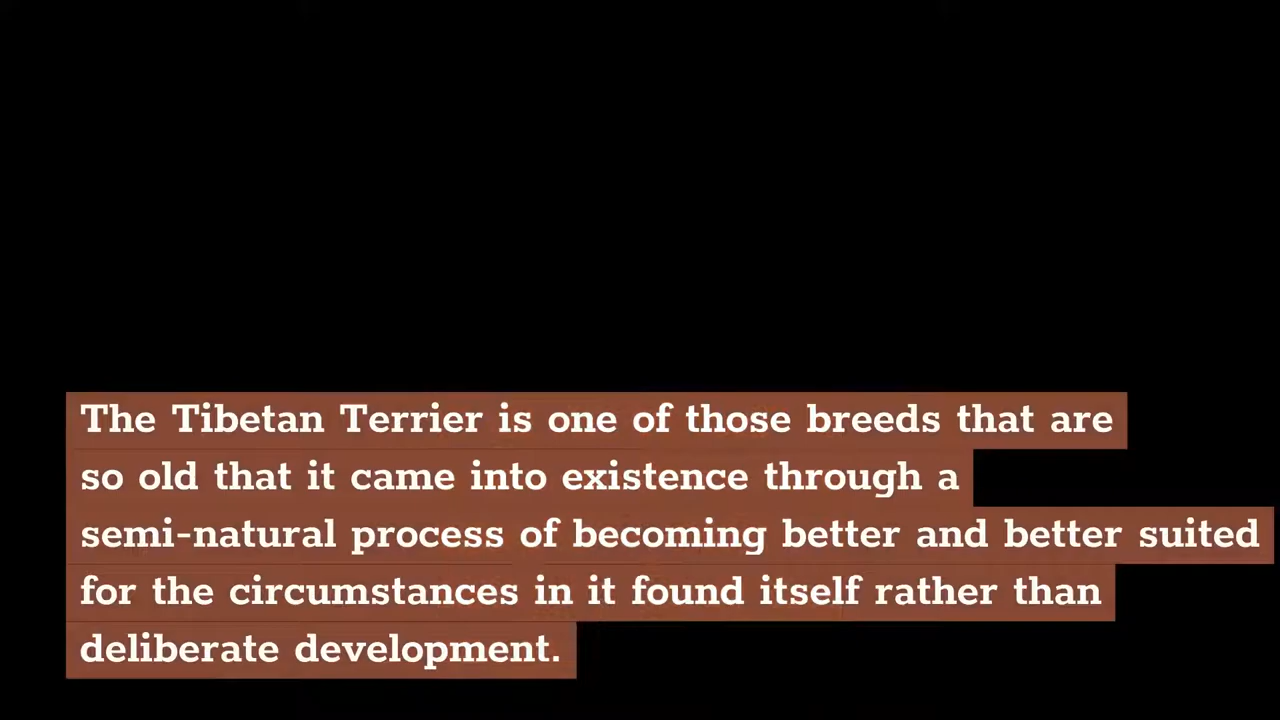 The Tibetan Terrier is one of those breeds that are
so old that it came into existence through a
semi-natural process of becoming better and better suited
for the circumstances in it found itself rather than
deliberate development.